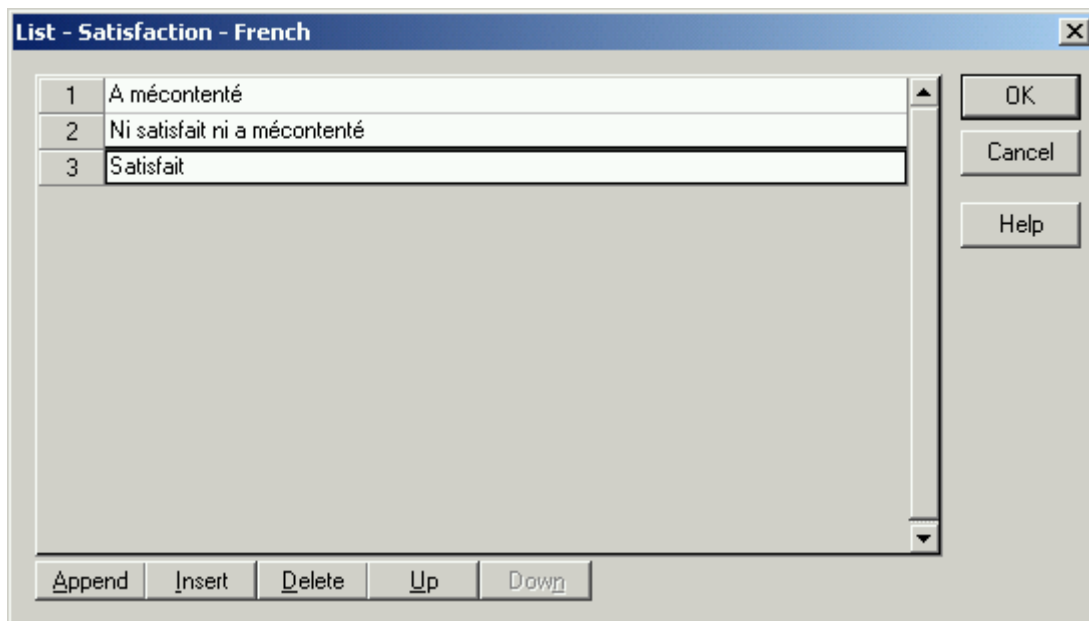 List - Satisfaction - French
1 A mécontenté
2 Ni satisfait ni a mécontenté
3 Satisfait
OK
Cancel
Help
Append Insert Delete Up Down